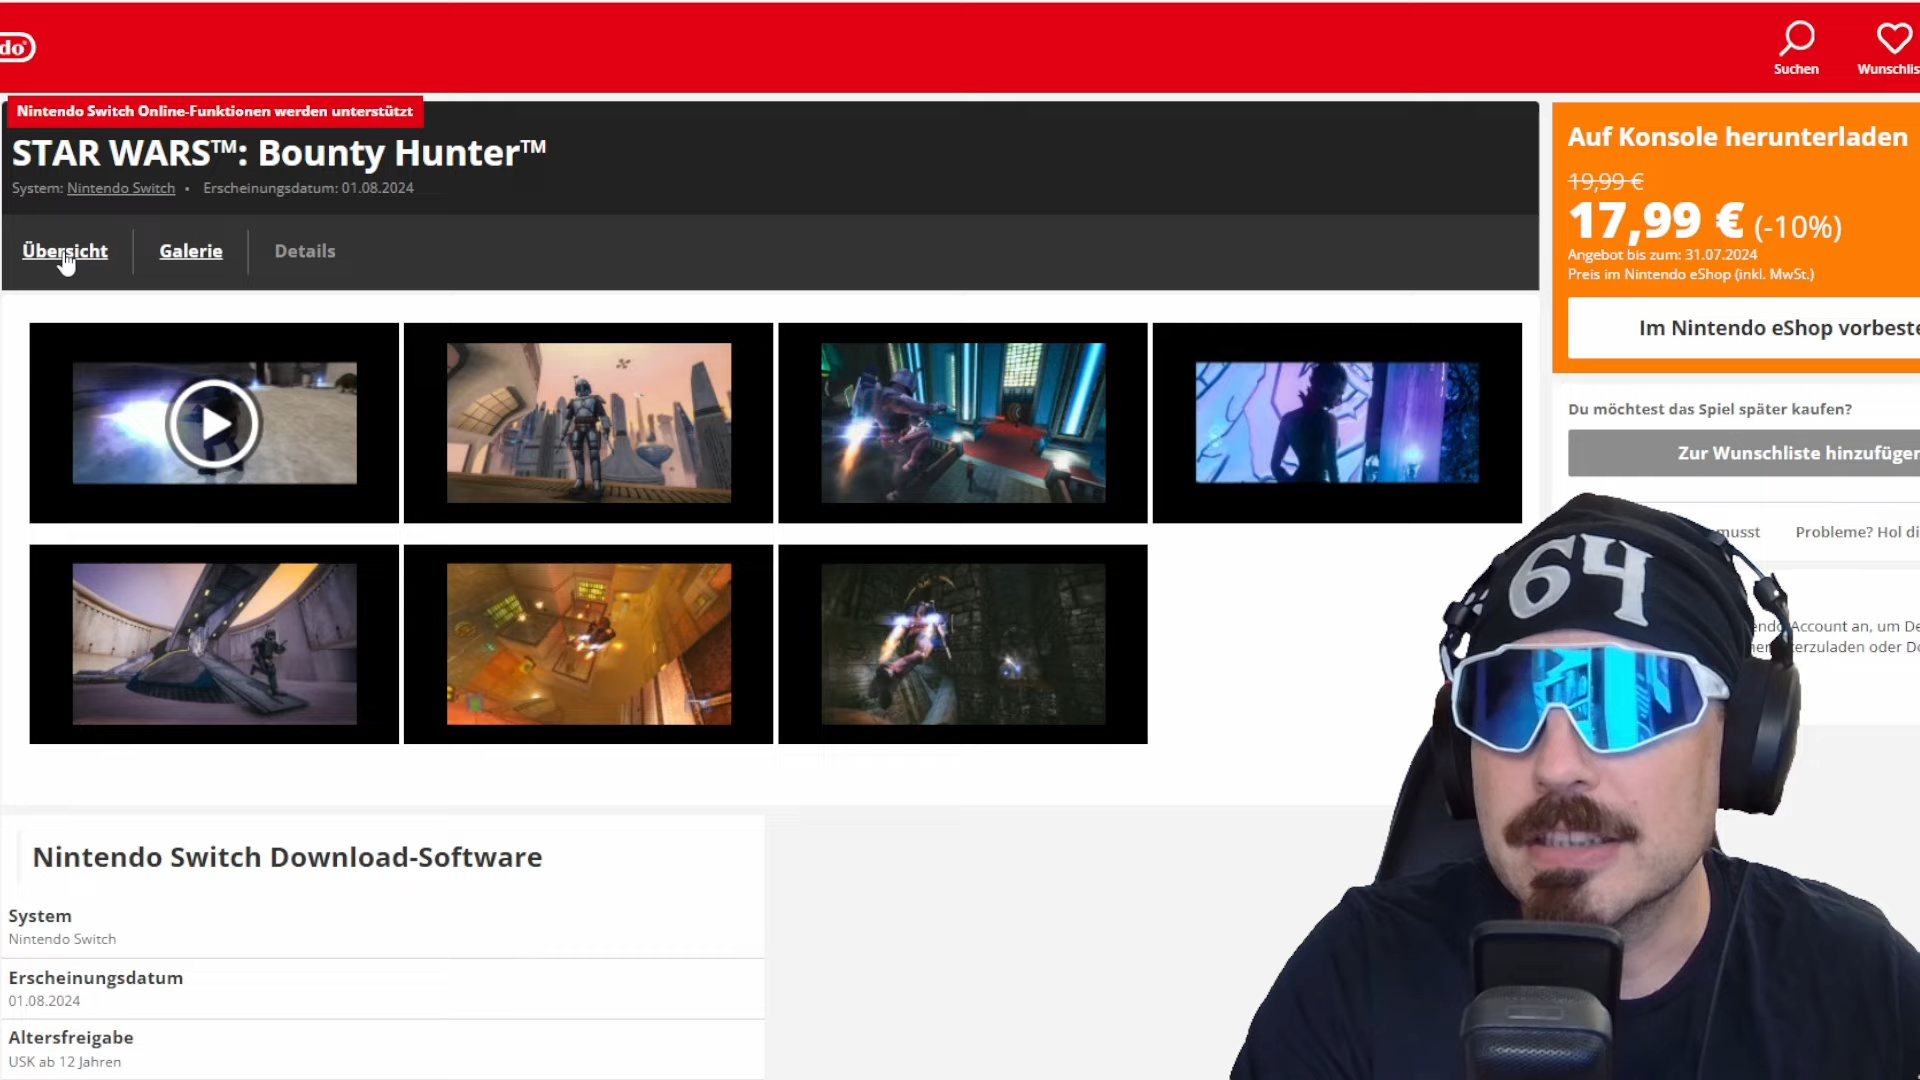 do
Suchen
Wunschlis
Nintendo Switch Online-Funktionen werden unterstützt
STAR WARS™: Bounty Hunter™
System: Nintendo Switch • Erscheinungsdatum: 01.08.2024
Übersicht
Galerie
Details
Auf Konsole herunterladen
19,99 €
17,99 € (-10%)
Angebot bis zum: 31.07.2024
Preis im Nintendo eShop (inkl. MwSt.)
Im Nintendo eShop vorbeste
Du möchtest das Spiel später kaufen?
Zur Wunschliste hinzufügen
musst
Probleme? Hol di
64
endo Account an, um De
terzuladen oder Do
Nintendo Switch Download-Software
System
Nintendo Switch
Erscheinungsdatum
01.08.2024
Altersfreigabe
USK ab 12 Jahren